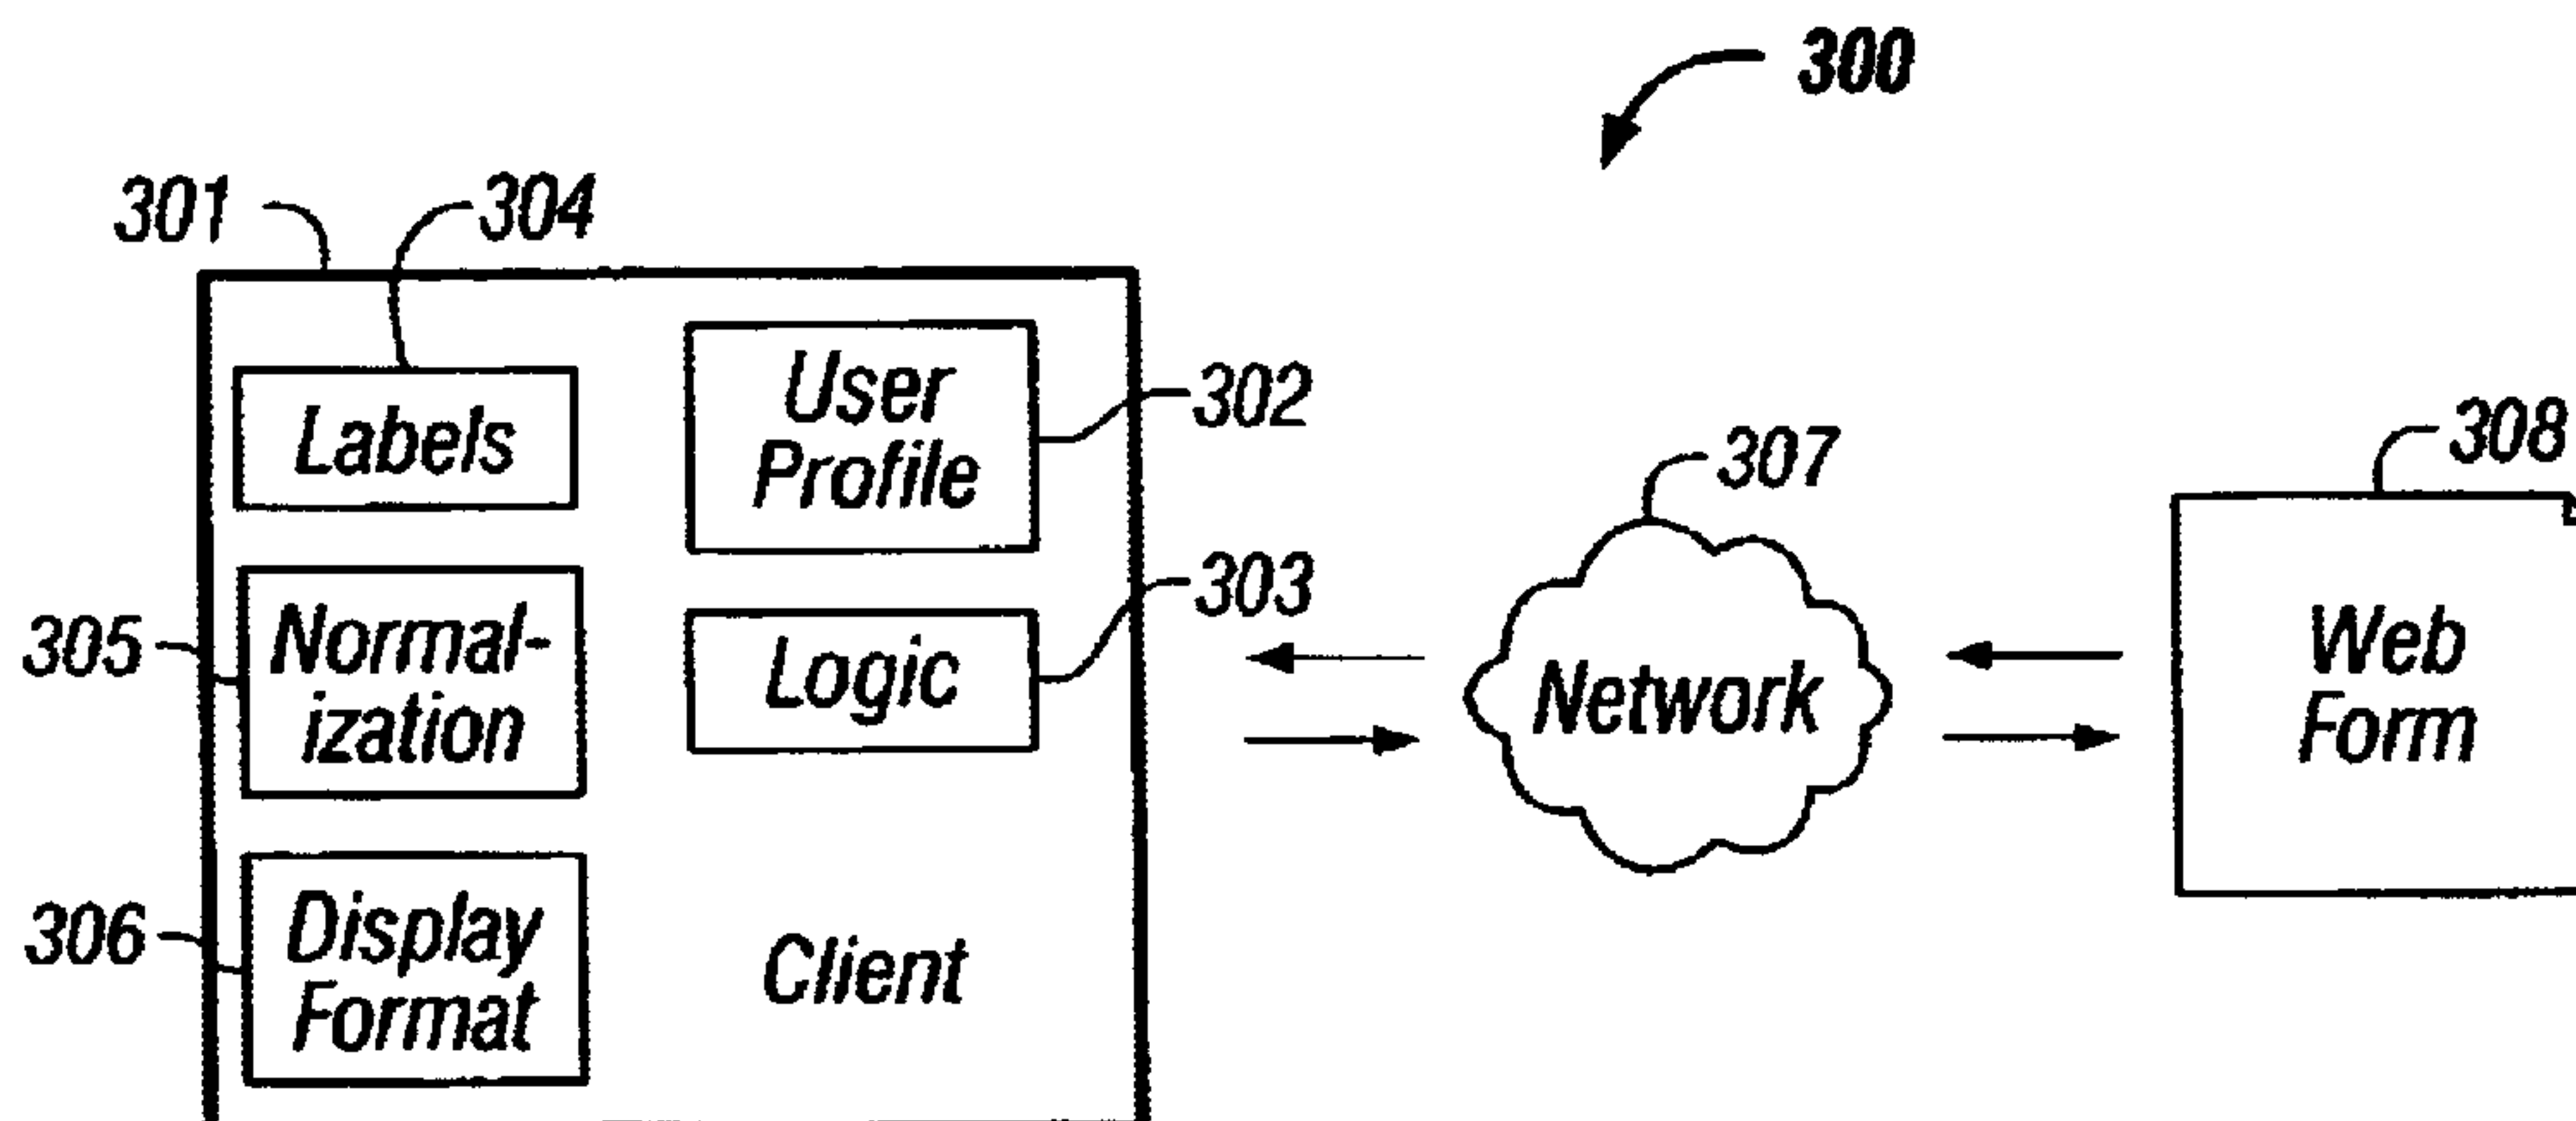 300
301
304
Labels
User
Profile
302
305
Normal-
ization
Logic
303
306
Display
Format
Client
307
Network
308
Web
Form